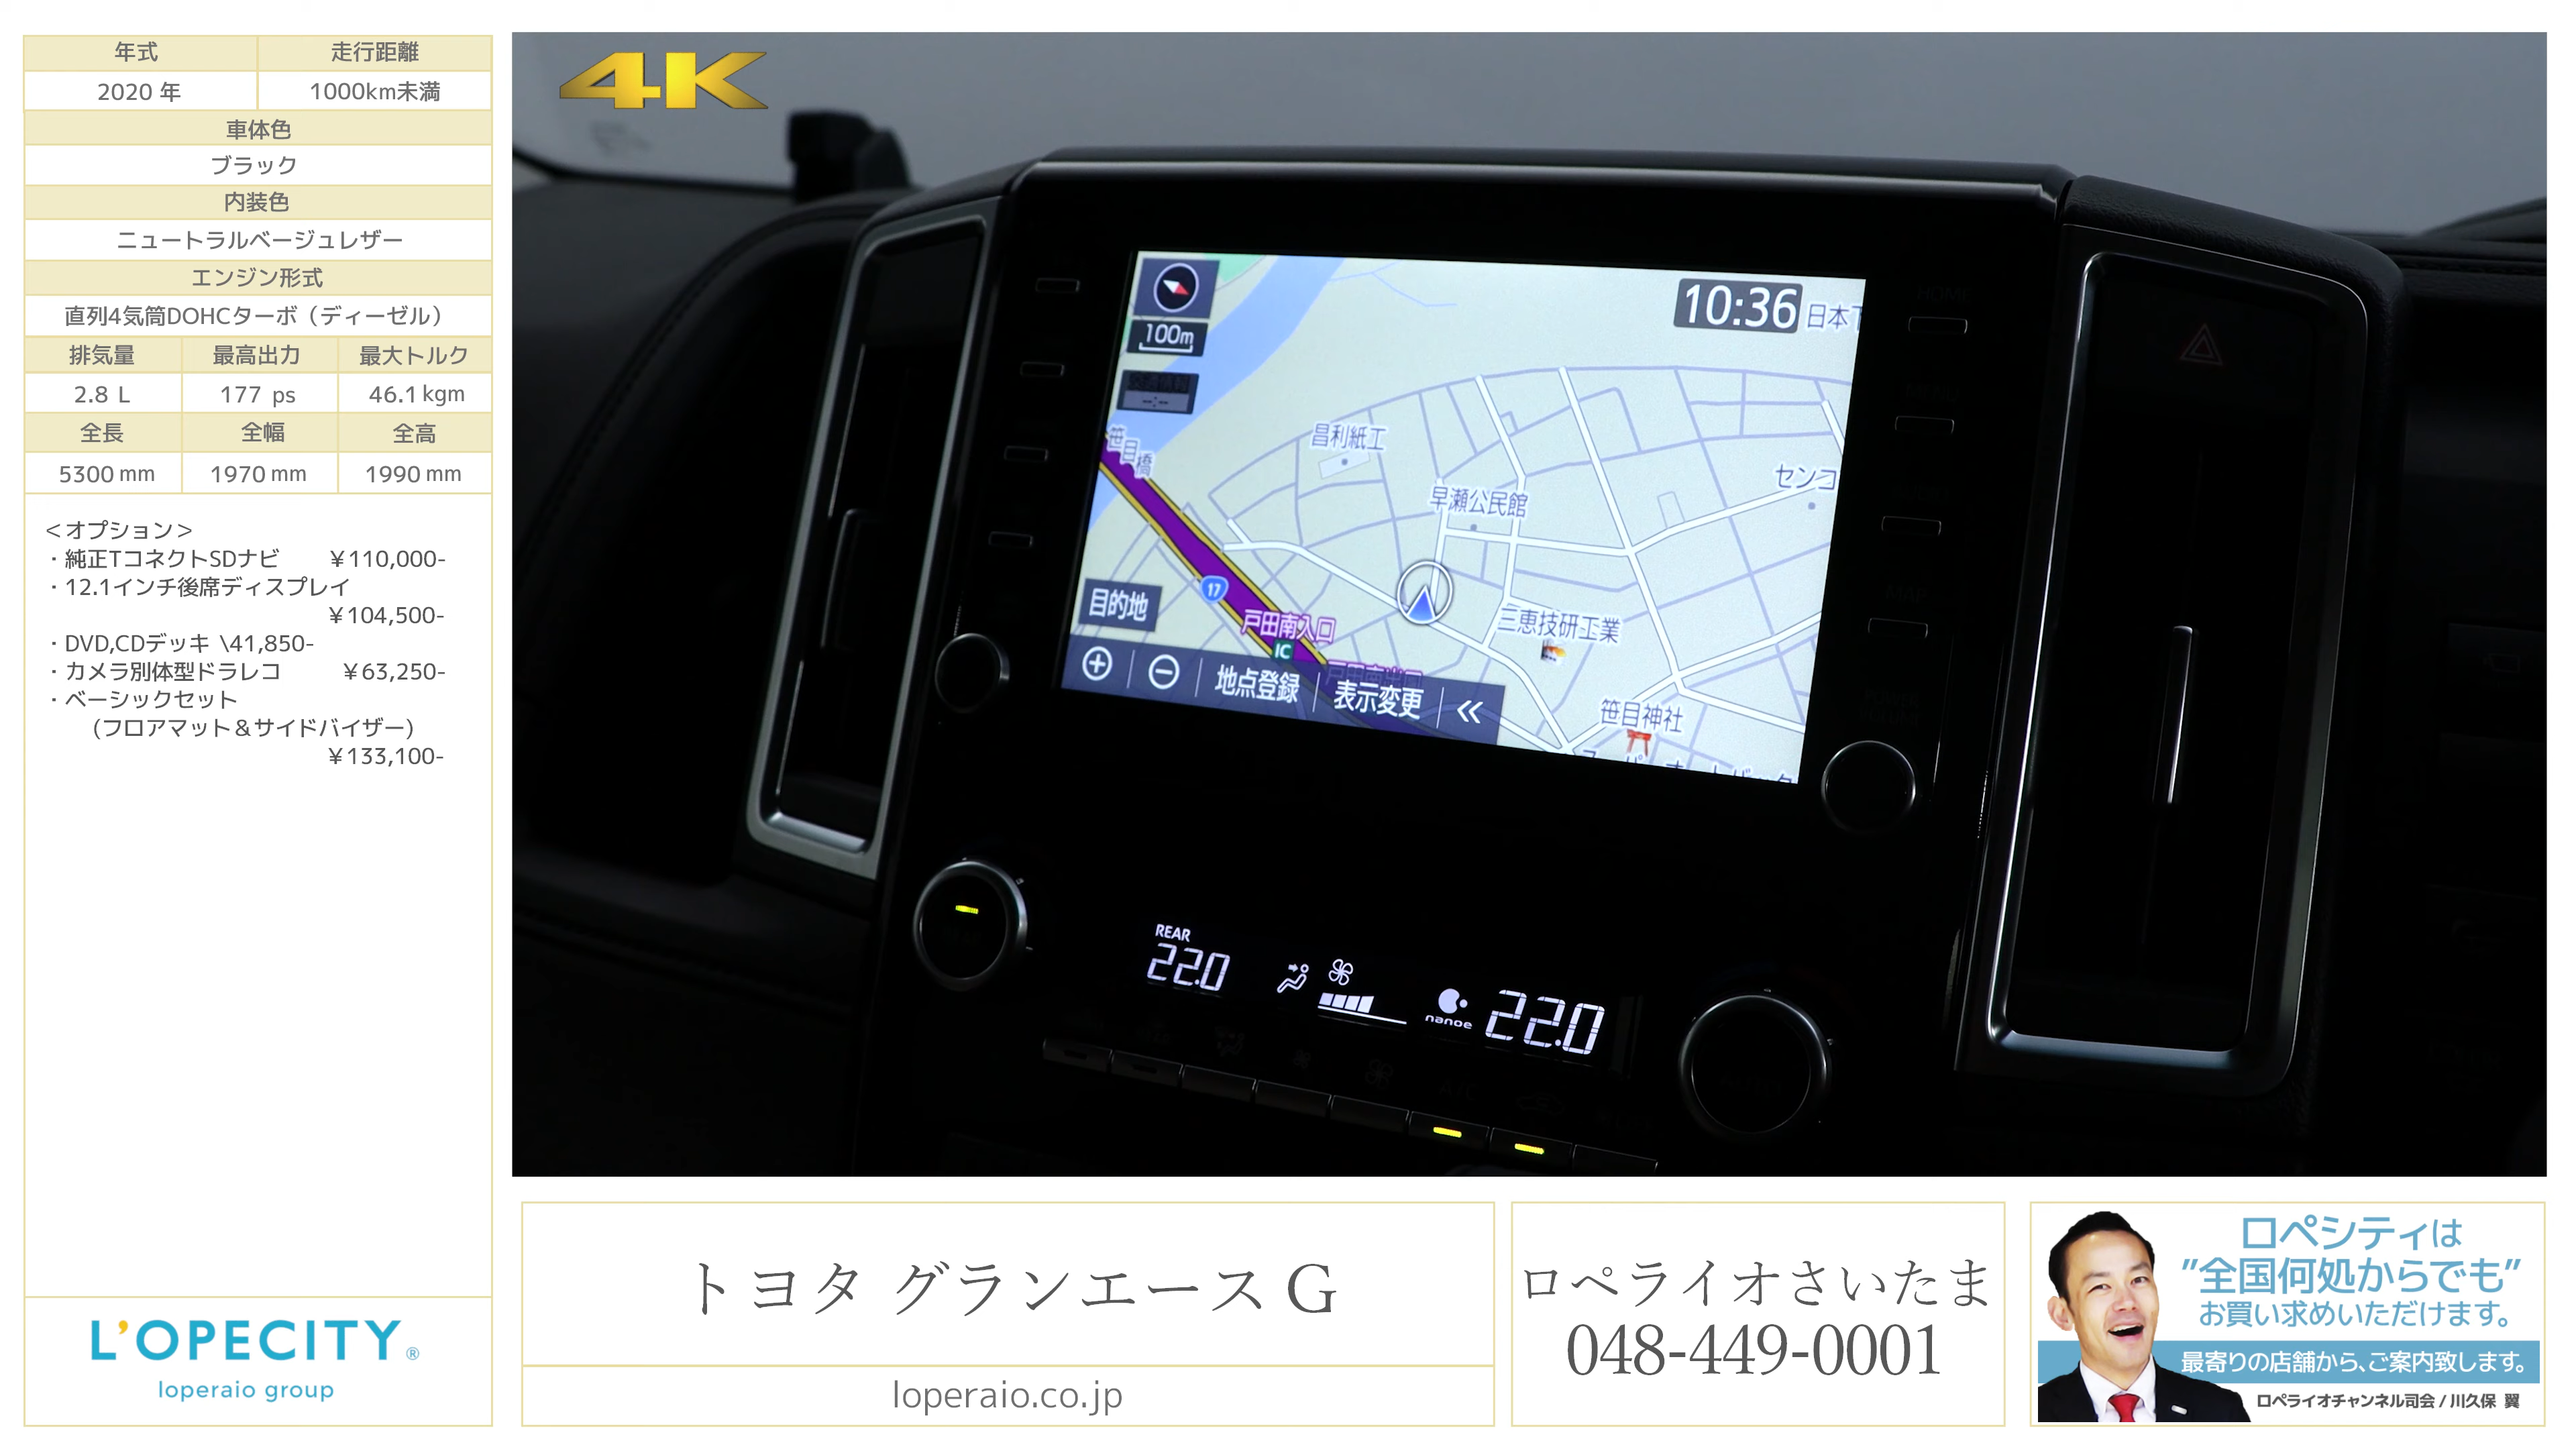 年式 走行距離
2020 年 1000km未満
車体色
ブラック
内装色
ニュートラルベージュレザー
エンジン形式
直列4気筒DOHCターボ（ディーゼル）
排気量 最高出力 最大トルク
2.8 L 177 ps 46.1 kgm
全長 全幅 全高
5300 mm 1970 mm 1990 mm
＜オプション＞
・純正TコネクトSDナビ ￥110,000-
・12.1インチ後席ディスプレイ
￥104,500-
・DVD,CDデッキ \41,850-
・カメラ別体型ドラレコ ￥63,250-
・ベーシックセット
(フロアマット＆サイドバイザー)
￥133,100-
L'OPECITY®
loperaio group
4K
10:36 日本
100m
笹目橋
昌利紙工
早瀬公民館
センコ
17
目的地
戸田南入口
IC
三恵技研工業
地点登録
表示変更
笹目神社
REAR
22.0
nanoe
22.0
A/C
トヨタ グランエース G
loperaio.co.jp
ロペライオさいたま
048-449-0001
ロペシティは
”全国何処からでも”
お買い求めいただけます。
最寄りの店舗から、ご案内致します。
ロペライオチャンネル司会 / 川久保 翼